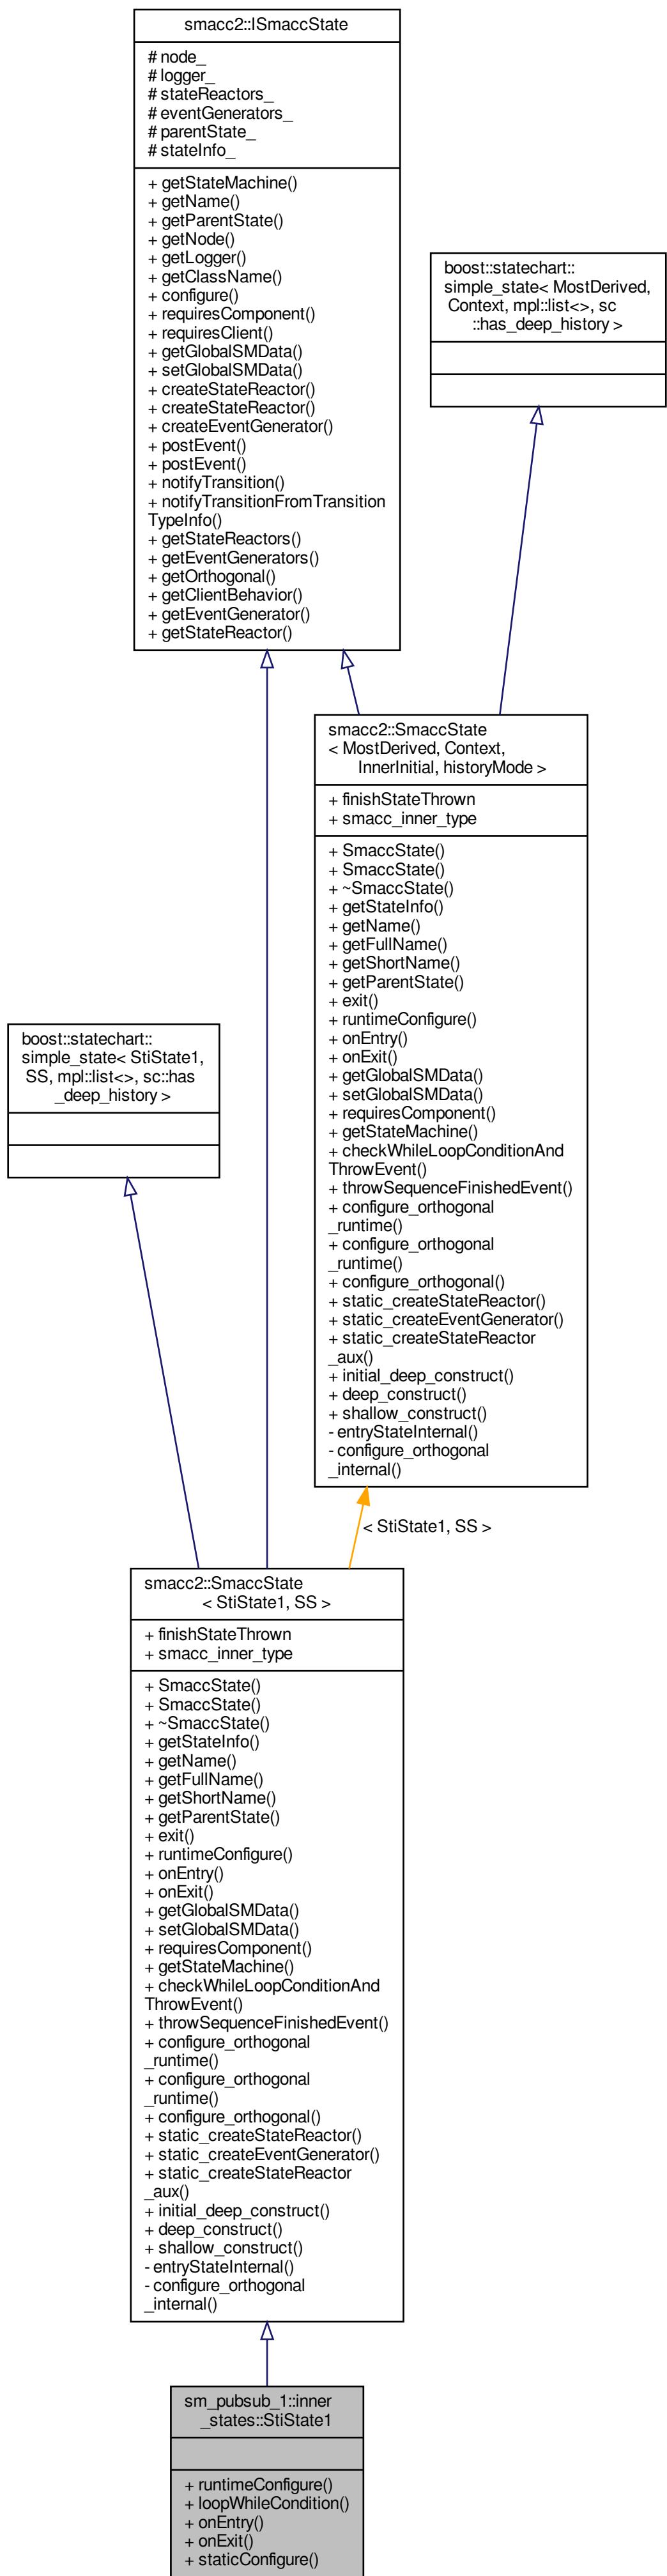 smacc2::ISmaccState
# node_
# logger_
# stateReactors_
# eventGenerators_
# parentState_
# stateInfo_
+ getStateMachine()
+ getName()
+ getParentState()
+ getNode()
+ getLogger()
+ getClassName()
+ configure()
+ requiresComponent()
+ requiresClient()
+ getGlobalSMData()
+ setGlobalSMData()
+ createStateReactor()
+ createStateReactor()
+ createEventGenerator()
+ postEvent()
+ postEvent()
+ notifyTransition()
+ notifyTransitionFromTransition
TypeInfo()
+ getStateReactors()
+ getEventGenerators()
+ getOrthogonal()
+ getClientBehavior()
+ getEventGenerator()
+ getStateReactor()
boost::statechart::
simple_state< MostDerived,
Context, mpl::list<>, sc
::has_deep_history >
smacc2::SmaccState
< MostDerived, Context,
InnerInitial, historyMode >
+ finishStateThrown
+ smacc_inner_type
+ SmaccState()
+ SmaccState()
+ ~SmaccState()
+ getStateInfo()
+ getName()
+ getFullName()
+ getShortName()
+ getParentState()
+ exit()
+ runtimeConfigure()
+ onEntry()
+ onExit()
+ getGlobalSMData()
+ setGlobalSMData()
+ requiresComponent()
+ getStateMachine()
+ checkWhileLoopConditionAnd
ThrowEvent()
+ throwSequenceFinishedEvent()
+ configure_orthogonal
_runtime()
+ configure_orthogonal
_runtime()
+ configure_orthogonal()
+ static_createStateReactor()
+ static_createEventGenerator()
+ static_createStateReactor
_aux()
+ initial_deep_construct()
+ deep_construct()
+ shallow_construct()
- entryStateInternal()
- configure_orthogonal
_internal()
boost::statechart::
simple_state< StiState1,
SS, mpl::list<>, sc::has
_deep_history >
< StiState1, SS >
smacc2::SmaccState
< StiState1, SS >
+ finishStateThrown
+ smacc_inner_type
+ SmaccState()
+ SmaccState()
+ ~SmaccState()
+ getStateInfo()
+ getName()
+ getFullName()
+ getShortName()
+ getParentState()
+ exit()
+ runtimeConfigure()
+ onEntry()
+ onExit()
+ getGlobalSMData()
+ setGlobalSMData()
+ requiresComponent()
+ getStateMachine()
+ checkWhileLoopConditionAnd
ThrowEvent()
+ throwSequenceFinishedEvent()
+ configure_orthogonal
_runtime()
+ configure_orthogonal
_runtime()
+ configure_orthogonal()
+ static_createStateReactor()
+ static_createEventGenerator()
+ static_createStateReactor
_aux()
+ initial_deep_construct()
+ deep_construct()
+ shallow_construct()
- entryStateInternal()
- configure_orthogonal
_internal()
sm_pubsub_1::inner
_states::StiState1
+ runtimeConfigure()
+ loopWhileCondition()
+ onEntry()
+ onExit()
+ staticConfigure()